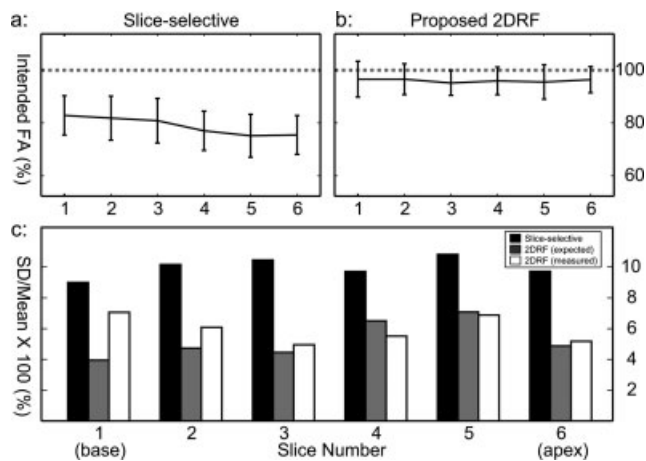 a: Slice-selective
b: Proposed 2DRF
Intended FA (%)
100
80
60
1 2 3 4 5 6
1 2 3 4 5 6
c:
SD/Mean X 100 (%)
Slice-selective
2DRF (expected)
2DRF (measured)
10
8
6
4
2
1 2 3 4 5 6
(base) Slice Number (apex)